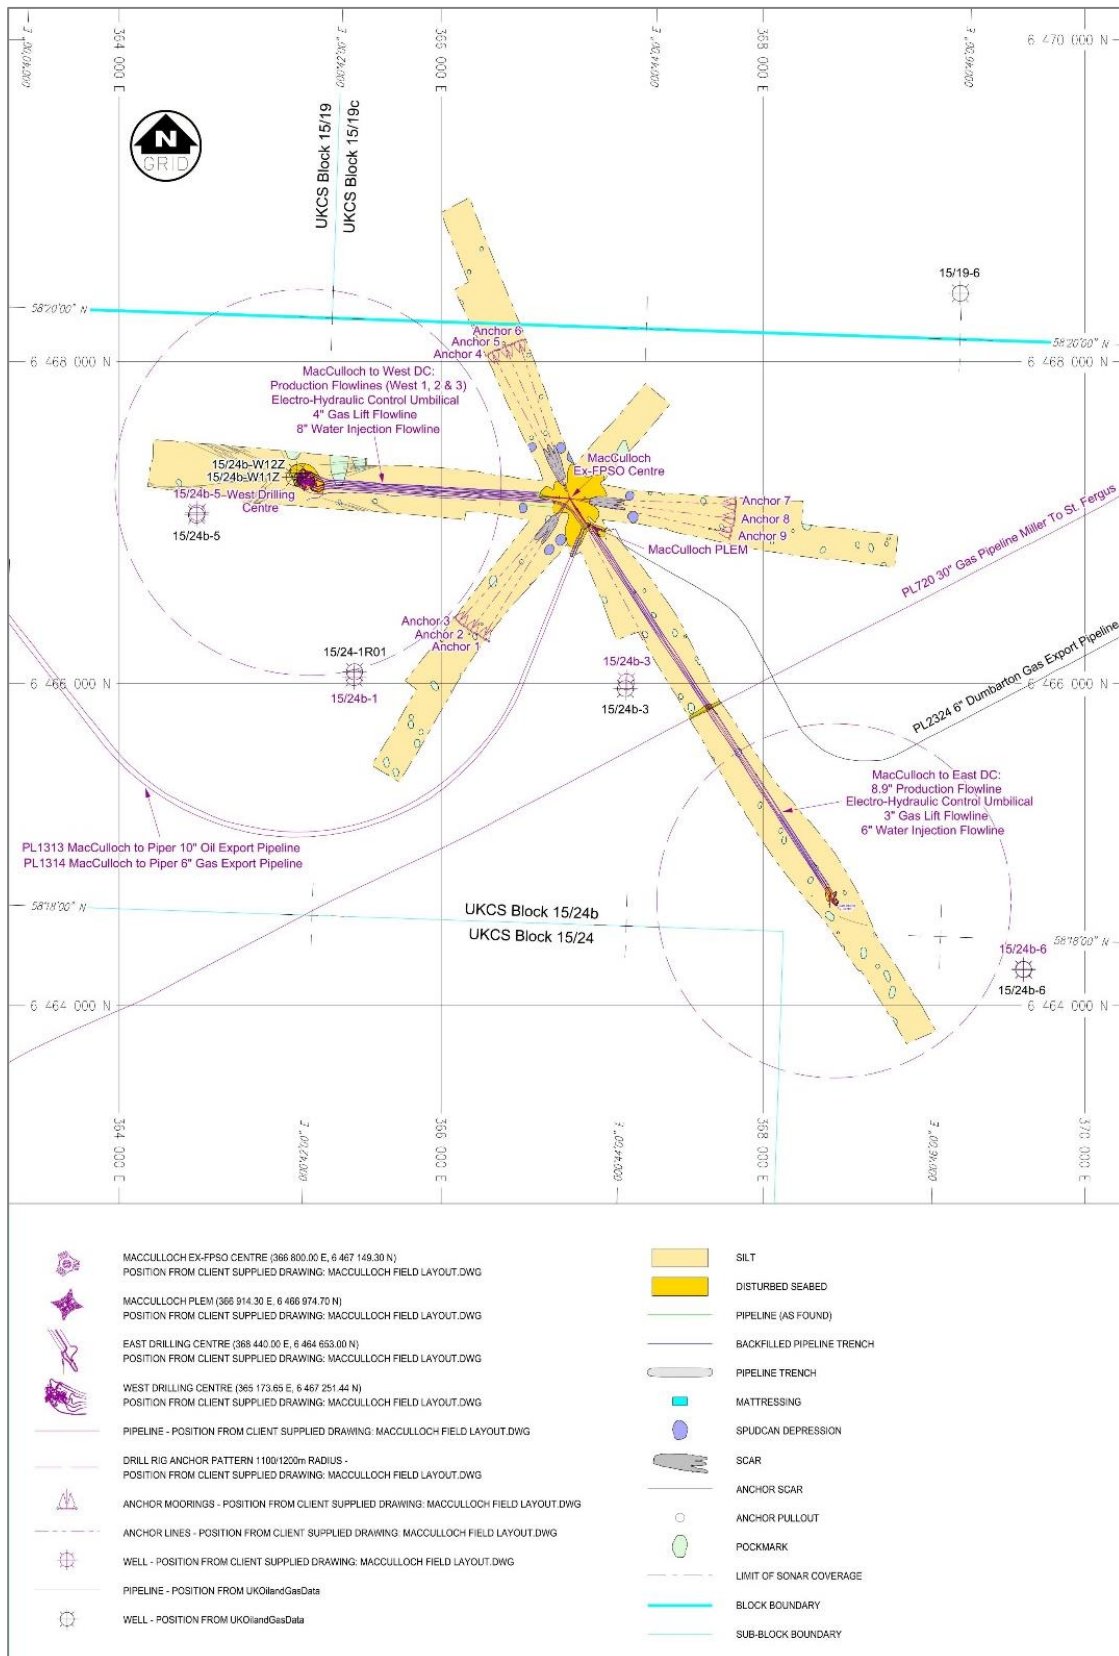 364 000 E
366 000 E
368 000 E
6 470 000 N
N
GRID
UKCS Block 15/19
UKCS Block 15/19c
15/19-6
58°20'00" N
Anchor 6
Anchor 5
Anchor 4
58°20'00" N
6 468 000 N
6 468 000 N
MacCulloch to West DC:
Production Flowlines (West 1, 2 & 3)
Electro-Hydraulic Control Umbilical
4" Gas Lift Flowline
8" Water Injection Flowline
MacCulloch
Ex-FPSO Centre
15/24b-W12Z
15/24b-W11Z
15/24b-5
West Drilling
Centre
15/24b-5
Anchor 7
Anchor 8
Anchor 9
MacCulloch PLEM
PL720 30" Gas Pipeline Miller To St. Fergus
Anchor 3
Anchor 2
Anchor 1
15/24-1R01
15/24b-1
15/24b-3
15/24b-3
6 466 000 N
6 466 000 N
PL2324 6" Dumbarton Gas Export Pipeline
MacCulloch to East DC:
8.9" Production Flowline
Electro-Hydraulic Control Umbilical
3" Gas Lift Flowline
6" Water Injection Flowline
PL1313 MacCulloch to Piper 10" Oil Export Pipeline
PL1314 MacCulloch to Piper 6" Gas Export Pipeline
58°18'00" N
UKCS Block 15/24b
UKCS Block 15/24
58°18'00" N
15/24b-6
15/24b-6
6 464 000 N
6 464 000 N
364 000 E
366 000 E
368 000 E
370 000 E
MACCULLOCH EX-FPSO CENTRE (366 800.00 E, 6 467 149.30 N)
POSITION FROM CLIENT SUPPLIED DRAWING: MACCULLOCH FIELD LAYOUT.DWG
MACCULLOCH PLEM (366 914.30 E, 6 466 974.70 N)
POSITION FROM CLIENT SUPPLIED DRAWING: MACCULLOCH FIELD LAYOUT.DWG
EAST DRILLING CENTRE (368 440.00 E, 6 464 653.00 N)
POSITION FROM CLIENT SUPPLIED DRAWING: MACCULLOCH FIELD LAYOUT.DWG
WEST DRILLING CENTRE (365 173.65 E, 6 467 251.44 N)
POSITION FROM CLIENT SUPPLIED DRAWING: MACCULLOCH FIELD LAYOUT.DWG
PIPELINE - POSITION FROM CLIENT SUPPLIED DRAWING: MACCULLOCH FIELD LAYOUT.DWG
DRILL RIG ANCHOR PATTERN 1100/1200m RADIUS -
POSITION FROM CLIENT SUPPLIED DRAWING: MACCULLOCH FIELD LAYOUT.DWG
ANCHOR MOORINGS - POSITION FROM CLIENT SUPPLIED DRAWING: MACCULLOCH FIELD LAYOUT.DWG
ANCHOR LINES - POSITION FROM CLIENT SUPPLIED DRAWING: MACCULLOCH FIELD LAYOUT.DWG
WELL - POSITION FROM CLIENT SUPPLIED DRAWING: MACCULLOCH FIELD LAYOUT.DWG
PIPELINE - POSITION FROM UKOilandGasData
WELL - POSITION FROM UKOilandGasData
SILT
DISTURBED SEABED
PIPELINE (AS FOUND)
BACKFILLED PIPELINE TRENCH
PIPELINE TRENCH
MATTRESSING
SPUDCAN DEPRESSION
SCAR
ANCHOR SCAR
ANCHOR PULLOUT
POCKMARK
LIMIT OF SONAR COVERAGE
BLOCK BOUNDARY
SUB-BLOCK BOUNDARY